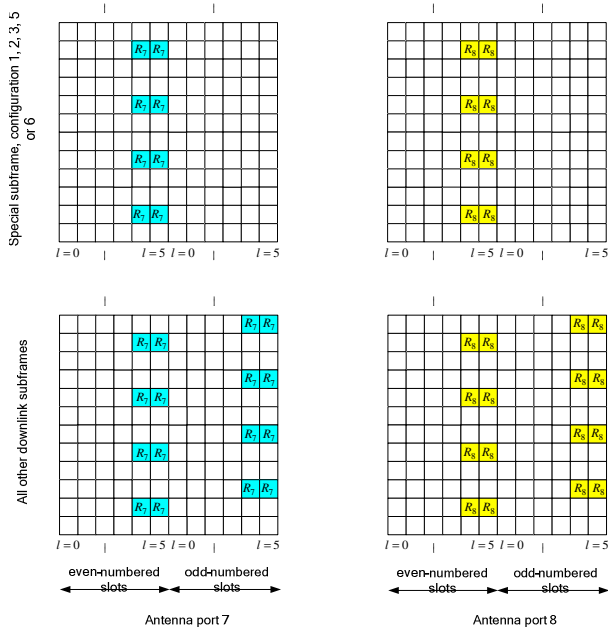 Special subframe, configuration 1, 2, 3, 5
or 6
R7 R7
R7 R7
R7 R7
R7 R7
l = 0 l = 5 l = 0 l = 5
R8 R8
R8 R8
R8 R8
R8 R8
l = 0 l = 5 l = 0 l = 5
All other downlink subframes
R7 R7
R7 R7
R7 R7
R7 R7
R7 R7
R7 R7
R7 R7
R7 R7
l = 0 l = 5 l = 0 l = 5
even-numbered slots
odd-numbered slots
Antenna port 7
R8 R8
R8 R8
R8 R8
R8 R8
R8 R8
R8 R8
R8 R8
R8 R8
l = 0 l = 5 l = 0 l = 5
even-numbered slots
odd-numbered slots
Antenna port 8